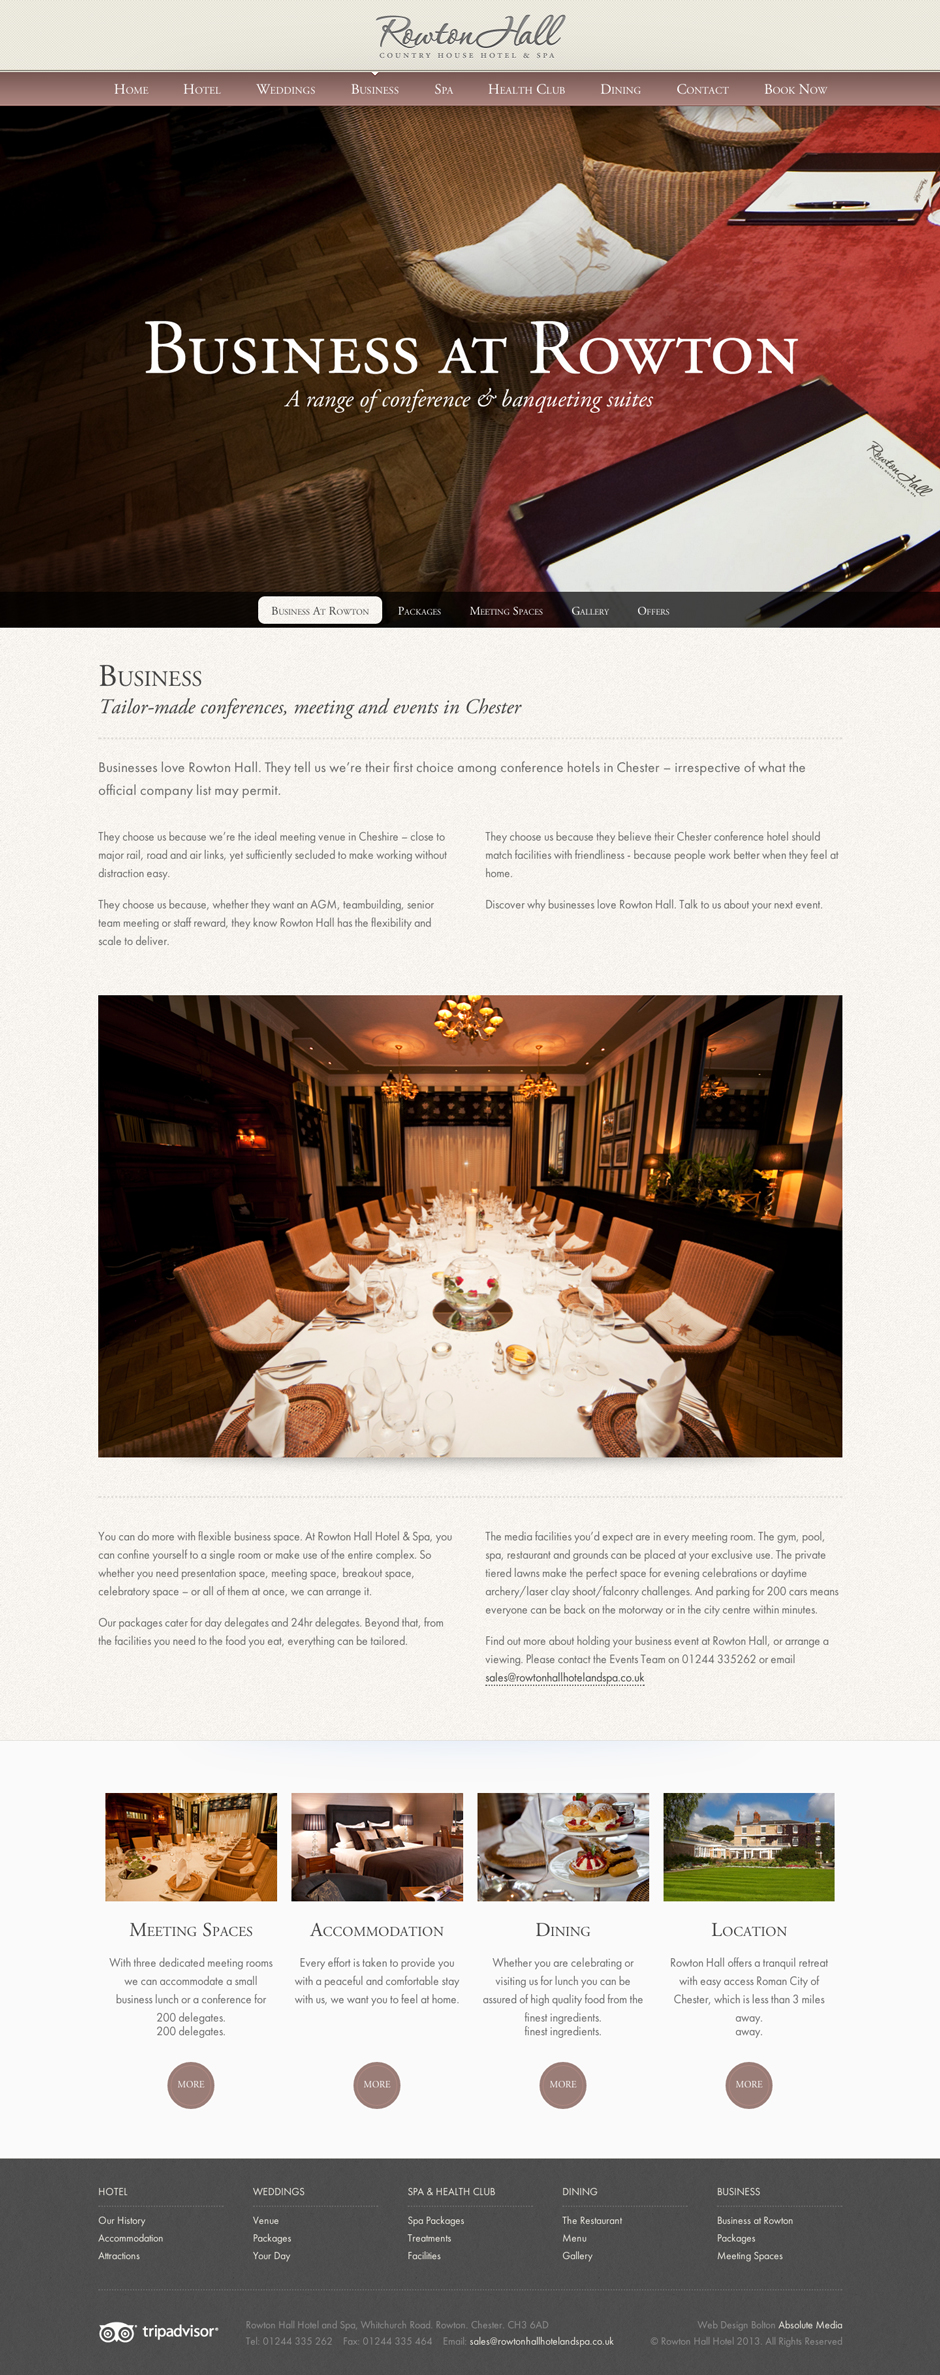 Rowton Hall
COUNTRY HOUSE HOTEL & SPA
Home Hotel Weddings Business Spa Health Club Dining Contact Book Now
Rowton Hall
Business at Rowton
A range of conference & banqueting suites
Business At Rowton Packages Meeting Spaces Gallery Offers
Business
Tailor-made conferences, meeting and events in Chester
Businesses love Rowton Hall. They tell us we're their first choice among conference hotels in Chester – irrespective of what the
official company list may permit.
They choose us because we're the ideal meeting venue in Cheshire – close to
major rail, road and air links, yet sufficiently secluded to make working without
distraction easy.
They choose us because, whether they want an AGM, teambuilding, senior
team meeting or staff reward, they know Rowton Hall has the flexibility and
scale to deliver.
They choose us because they believe their Chester conference hotel should
match facilities with friendliness - because people work better when they feel at
home.
Discover why businesses love Rowton Hall. Talk to us about your next event.
You can do more with flexible business space. At Rowton Hall Hotel & Spa, you
can confine yourself to a single room or make use of the entire complex. So
whether you need presentation space, meeting space, breakout space,
celebratory space – or all of them at once, we can arrange it.
Our packages cater for day delegates and 24hr delegates. Beyond that, from
the facilities you need to the food you eat, everything can be tailored.
The media facilities you'd expect are in every meeting room. The gym, pool,
spa, restaurant and grounds can be placed at your exclusive use. The private
tiered lawns make the perfect space for evening celebrations or daytime
archery/laser clay shoot/falconry challenges. And parking for 200 cars means
everyone can be back on the motorway or in the city centre within minutes.
Find out more about holding your business event at Rowton Hall, or arrange a
viewing. Please contact the Events Team on 01244 335262 or email
sales@rowtonhallhotelandspa.co.uk
Meeting Spaces
With three dedicated meeting rooms
we can accommodate a small
business lunch or a conference for
200 delegates.
200 delegates.
MORE
Accommodation
Every effort is taken to provide you
with a peaceful and comfortable stay
with us, we want you to feel at home.
MORE
Dining
Whether you are celebrating or
visiting us for lunch you can be
assured of high quality food from the
finest ingredients.
finest ingredients.
MORE
Location
Rowton Hall offers a tranquil retreat
with easy access Roman City of
Chester, which is less than 3 miles
away.
away.
MORE
HOTEL
Our History
Accommodation
Attractions
WEDDINGS
Venue
Packages
Your Day
SPA & HEALTH CLUB
Spa Packages
Treatments
Facilities
DINING
The Restaurant
Menu
Gallery
BUSINESS
Business at Rowton
Packages
Meeting Spaces
tripadvisor
Rowton Hall Hotel and Spa, Whitchurch Road. Rowton. Chester. CH3 6AD
Tel: 01244 335 262 Fax: 01244 335 464 Email: sales@rowtonhallhotelandspa.co.uk
Web Design Bolton Absolute Media
© Rowton Hall Hotel 2013. All Rights Reserved